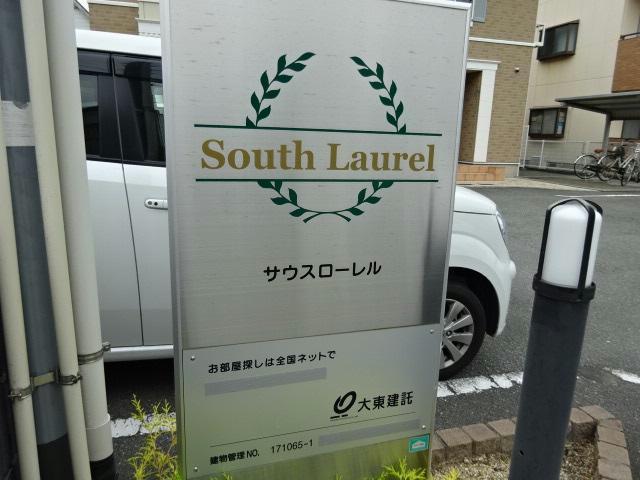 South Laurel
サウスローレル
お部屋探しは全国ネットで
大東建託
建物管理NO. 171065-1